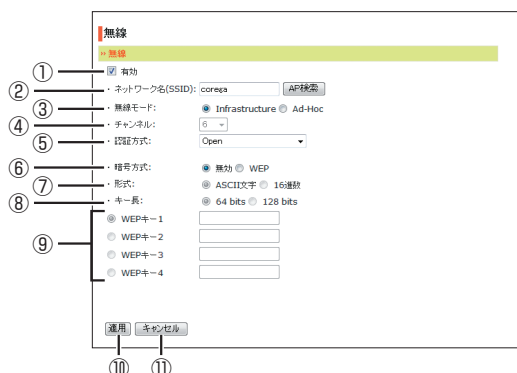 無線
» 無線
① 有効
② ・ネットワーク名(SSID): corega AP検索
③ ・無線モード: Infrastructure Ad-Hoc
④ ・チャンネル: 6
⑤ ・認証方式: Open
⑥ ・暗号方式: 無効 WEP
⑦ ・形式: ASCII文字 16進数
⑧ ・キー長: 64 bits 128 bits
⑨ WEPキー1
WEPキー2
WEPキー3
WEPキー4
適用 キャンセル
⑩ ⑪